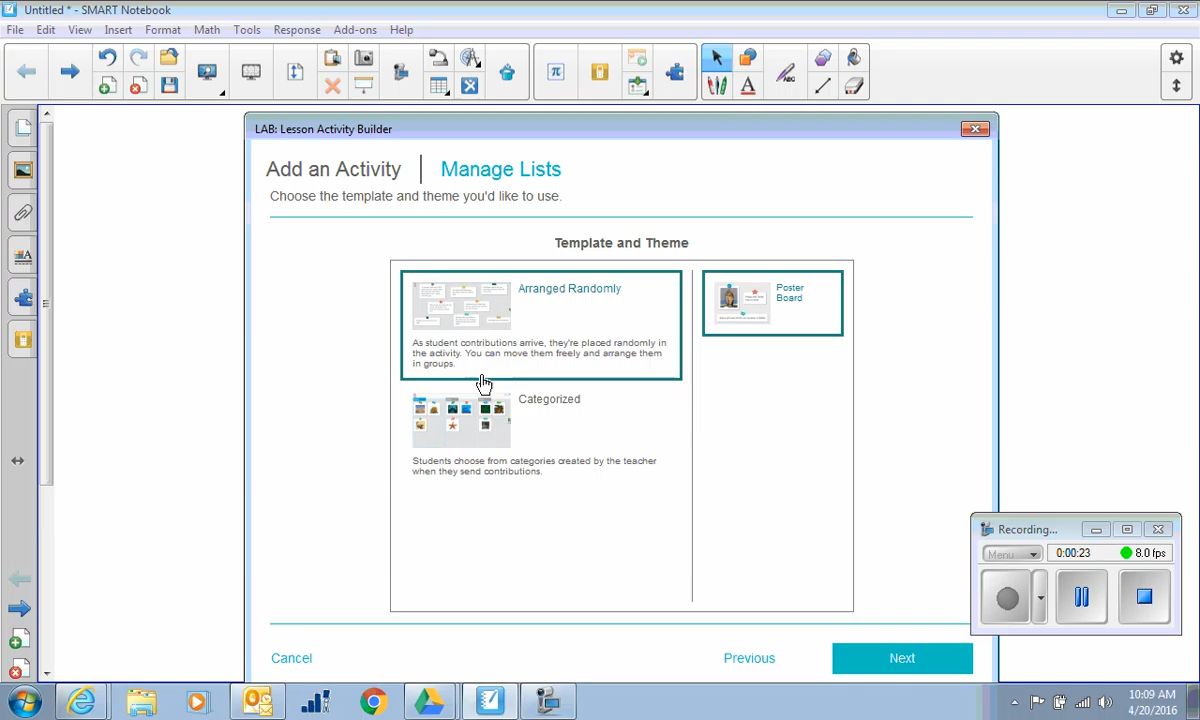 Untitled * - SMART Notebook
File Edit View Insert Format Math Tools Response Add-ons Help
LAB: Lesson Activity Builder
Add an Activity | Manage Lists
Choose the template and theme you'd like to use.
Template and Theme
Arranged Randomly
As student contributions arrive, they're placed randomly in
the activity. You can move them freely and arrange them
in groups.
Poster
Board
Categorized
Students choose from categories created by the teacher
when they send contributions.
Cancel
Previous
Next
Recording...
Menu
0:00:23
8.0 fps
10:09 AM
4/20/2016